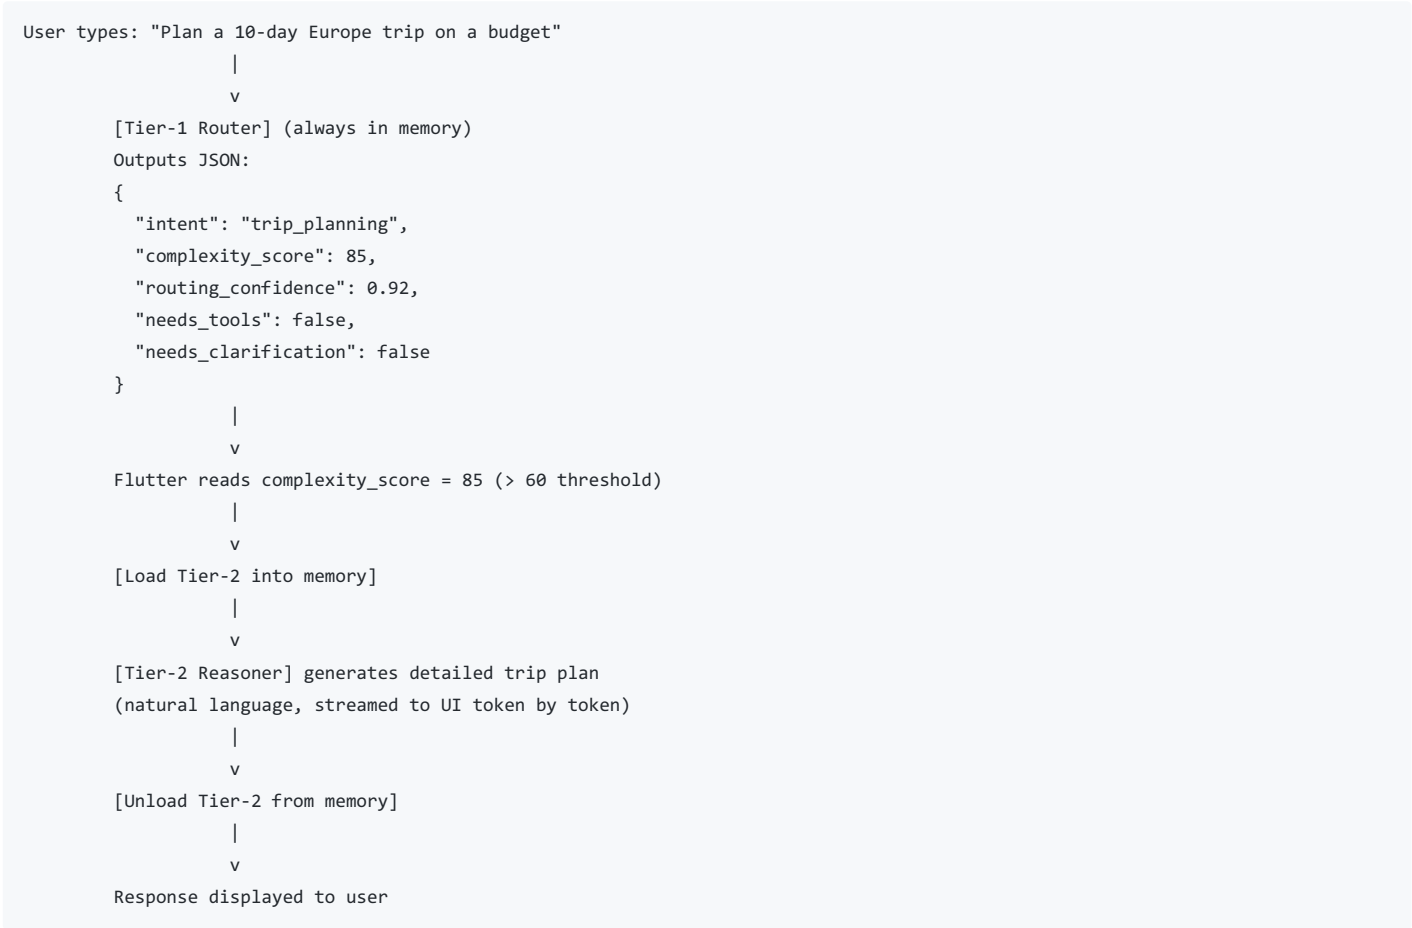 User types: "Plan a 10-day Europe trip on a budget"
|
v
[Tier-1 Router] (always in memory)
Outputs JSON:
{
"intent": "trip_planning",
"complexity_score": 85,
"routing_confidence": 0.92,
"needs_tools": false,
"needs_clarification": false
}
|
v
Flutter reads complexity_score = 85 (> 60 threshold)
|
v
[Load Tier-2 into memory]
|
v
[Tier-2 Reasoner] generates detailed trip plan
(natural language, streamed to UI token by token)
|
v
[Unload Tier-2 from memory]
|
v
Response displayed to user